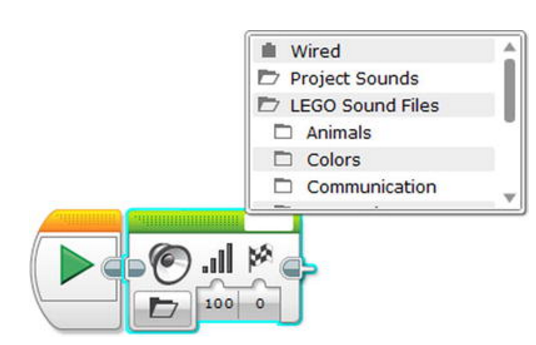 Wired
Project Sounds
LEGO Sound Files
Animals
Colors
Communication
100 0